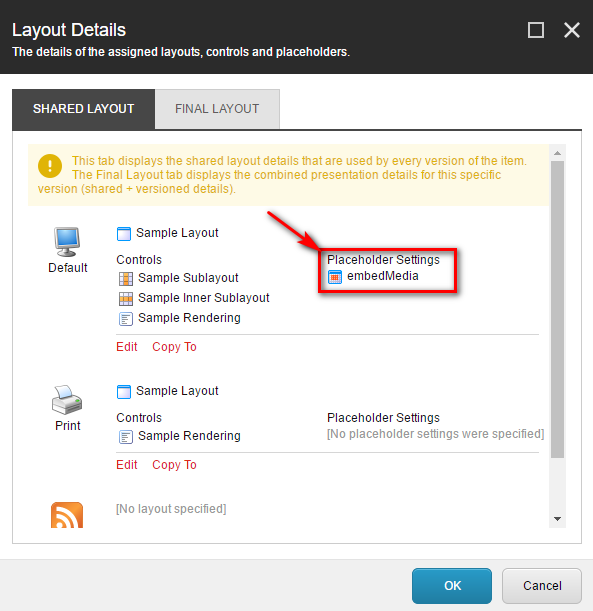 Layout Details
The details of the assigned layouts, controls and placeholders.
SHARED LAYOUT
FINAL LAYOUT
This tab displays the shared layout details that are used by every version of the item.
The Final Layout tab displays the combined presentation details for this specific
version (shared + versioned details).
Default
Sample Layout
Controls
Sample Sublayout
Sample Inner Sublayout
Sample Rendering
Placeholder Settings
embedMedia
Edit Copy To
Print
Sample Layout
Controls
Sample Rendering
Placeholder Settings
[No placeholder settings were specified]
Edit Copy To
[No layout specified]
OK
Cancel